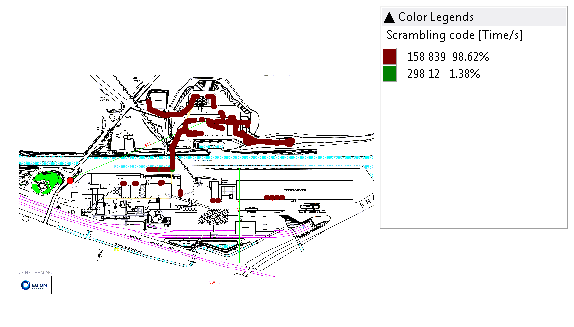 ▲ Color Legends
Scrambling code [Time/s]
158 839 98.62%
298 12 1.38%